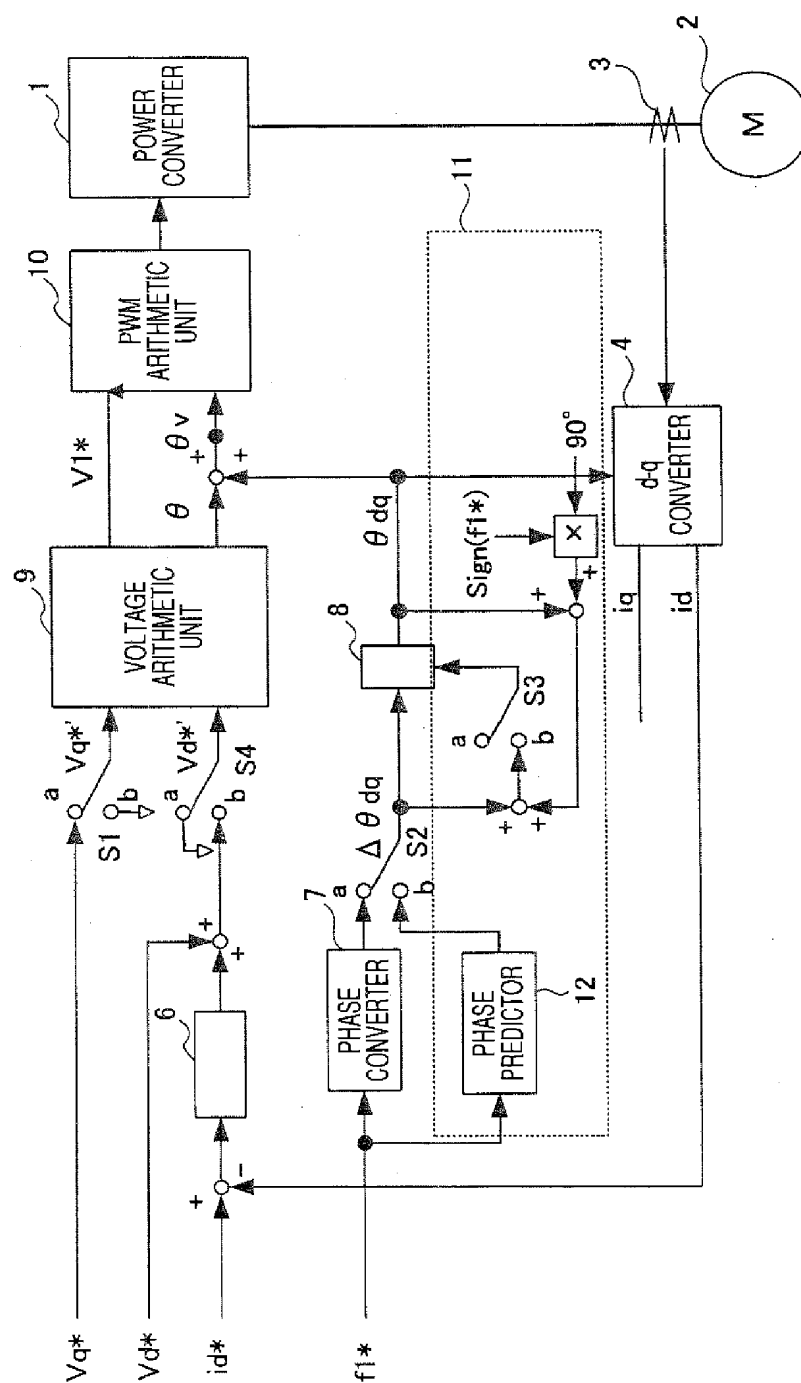 1
POWER
CONVERTER
10
PWM
ARITHMETIC
UNIT
V1*
θv
+
+
θ
9
VOLTAGE
ARITHMETIC
UNIT
Vq*'
a
b
S1
Vd*'
a
b
S4
+
+
6
+
-
Vq*
Vd*
id*
f1*
7
PHASE
CONVERTER
a
b
S2
Δθdq
8
θdq
PHASE
PREDICTOR
12
+
+
a
b
S3
+
+
Sign(f1*)
×
90°
11
4
d-q
CONVERTER
iq
id
3
2
M